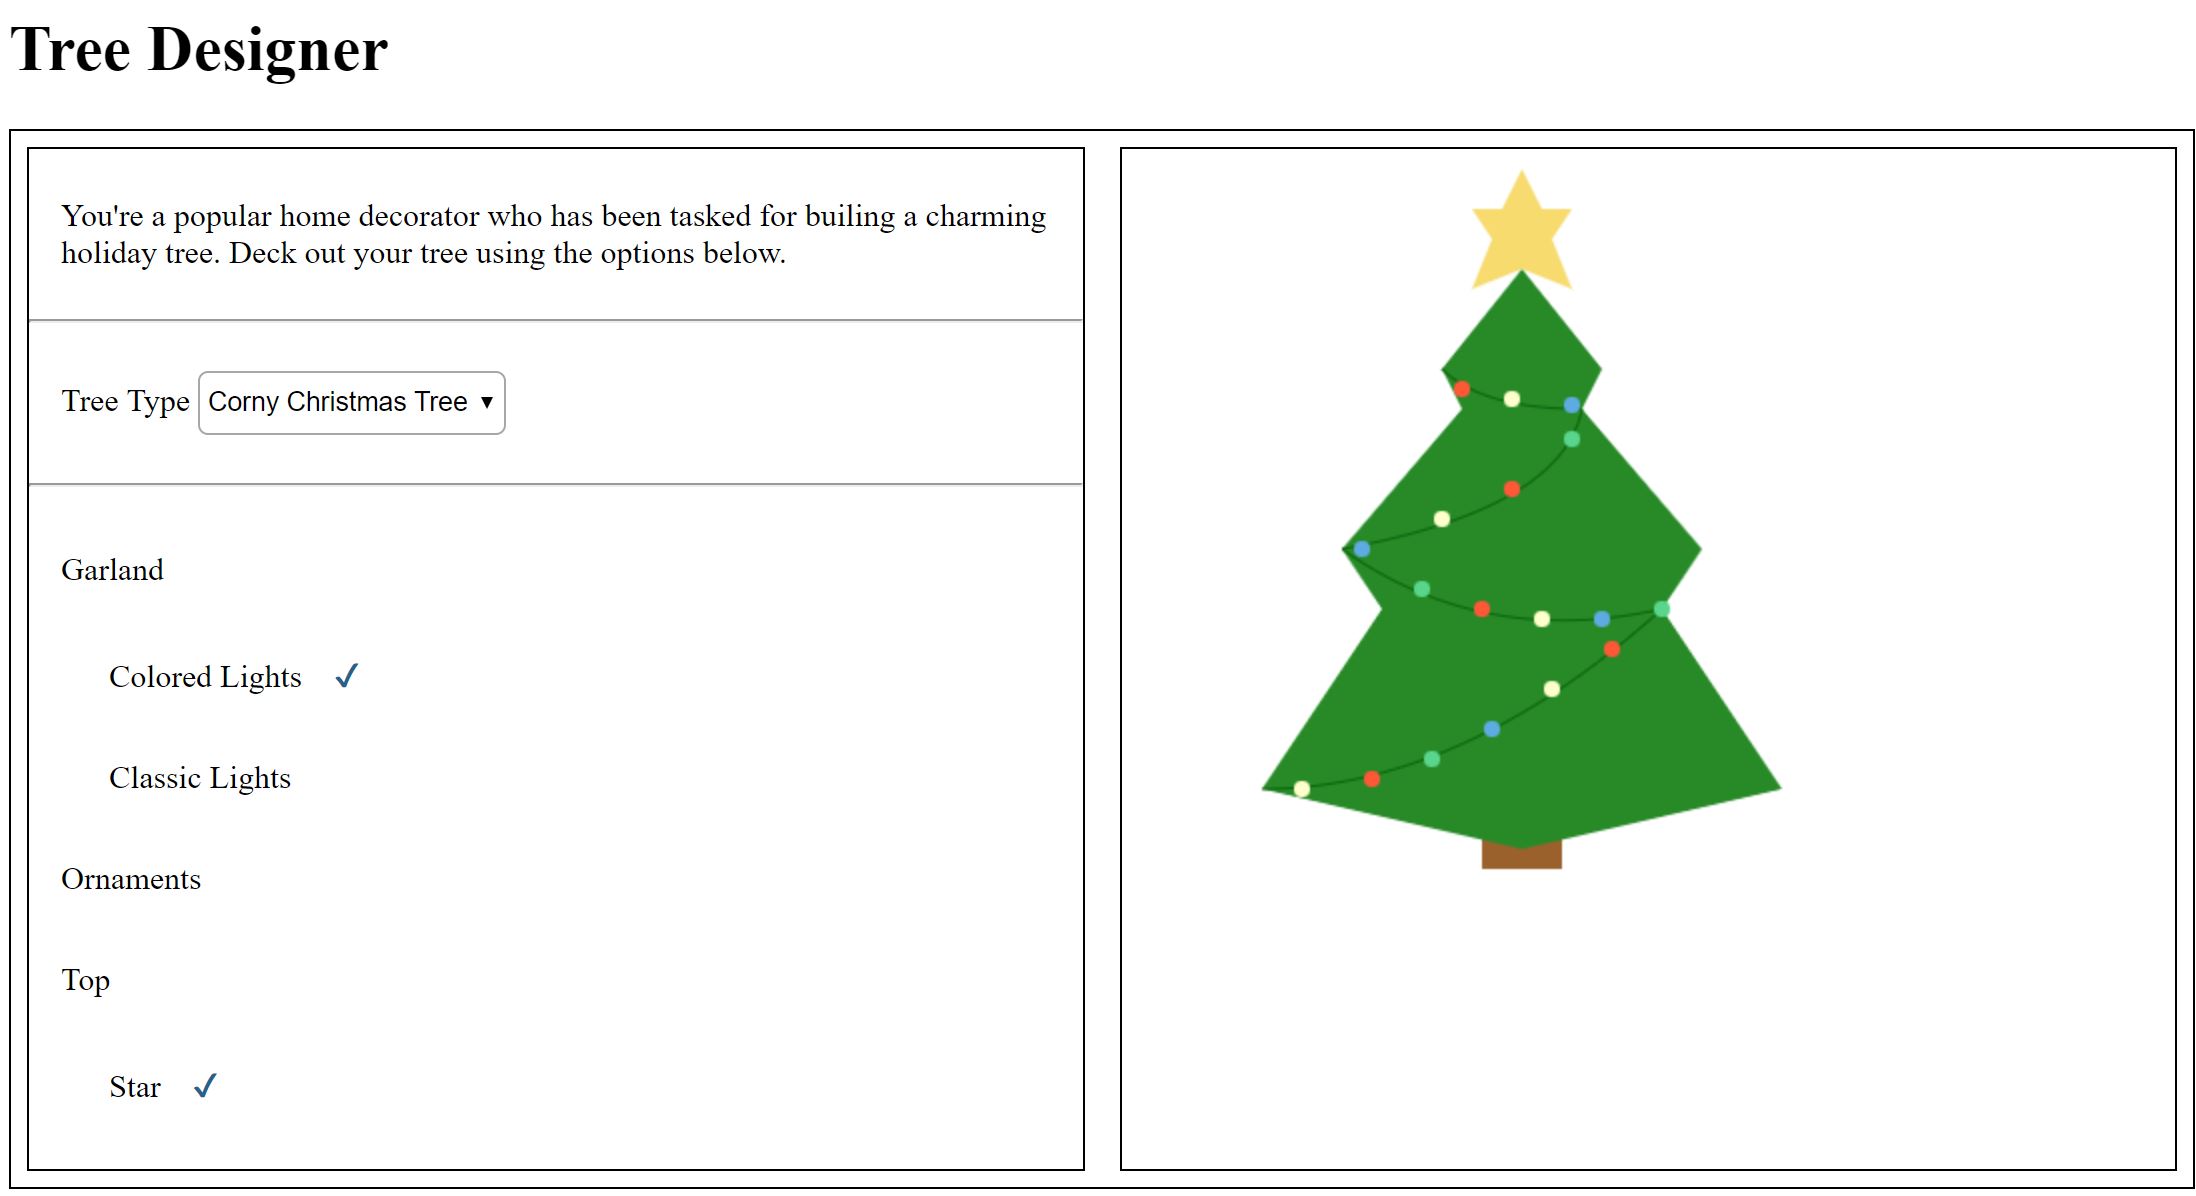 Tree Designer
You're a popular home decorator who has been tasked for builing a charming
holiday tree. Deck out your tree using the options below.
Tree Type Corny Christmas Tree ▼
Garland
Colored Lights ✓
Classic Lights
Ornaments
Top
Star ✓